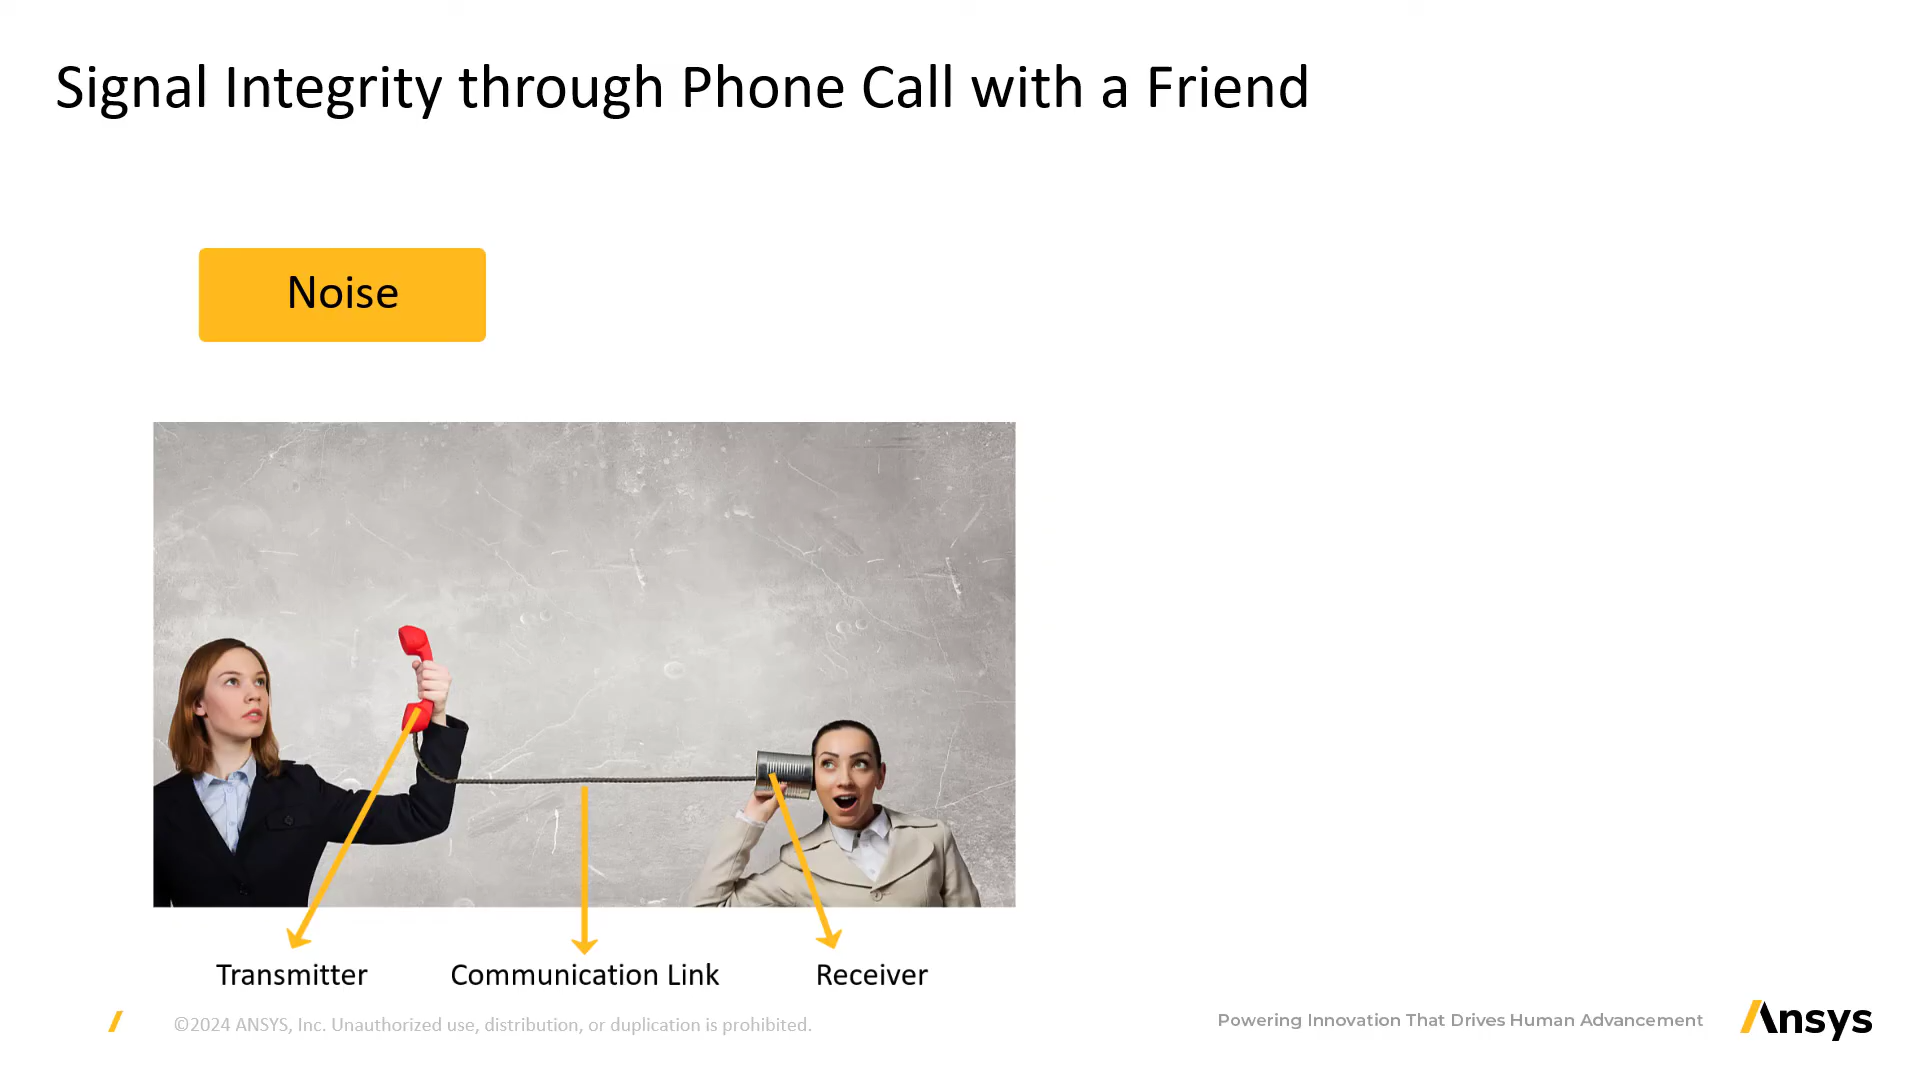 Signal Integrity through Phone Call with a Friend
Noise
Transmitter
Communication Link
Receiver
©2024 ANSYS, Inc. Unauthorized use, distribution, or duplication is prohibited.
Powering Innovation That Drives Human Advancement
Ansys